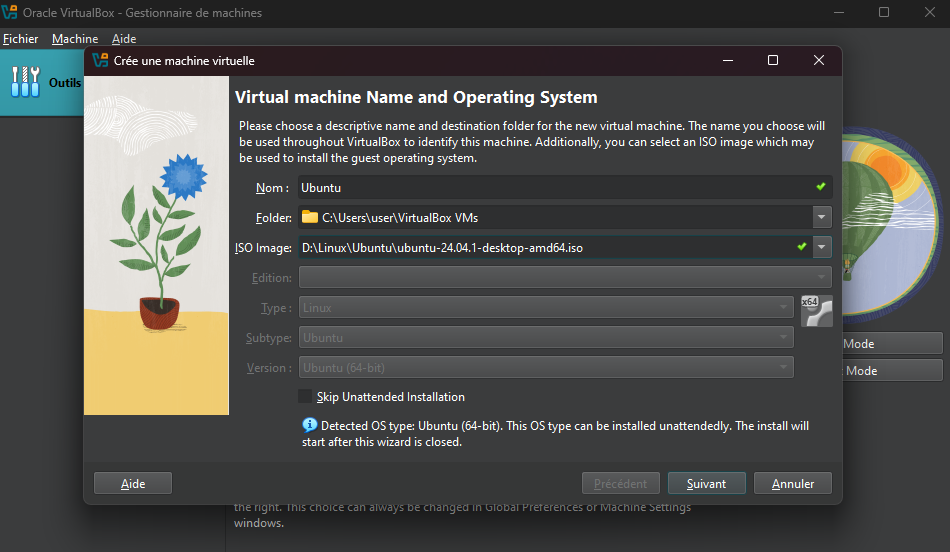 Oracle VirtualBox - Gestionnaire de machines
Fichier Machine Aide
Outils
Crée une machine virtuelle
Virtual machine Name and Operating System
Please choose a descriptive name and destination folder for the new virtual machine. The name you choose will
be used throughout VirtualBox to identify this machine. Additionally, you can select an ISO image which may
be used to install the guest operating system.
Nom : Ubuntu
Folder: C:\Users\user\VirtualBox VMs
ISO Image: D:\Linux\Ubuntu\ubuntu-24.04.1-desktop-amd64.iso
Edition:
Type : Linux
x64
Subtype: Ubuntu
Version : Ubuntu (64-bit)
Mode
Mode
Skip Unattended Installation
Detected OS type: Ubuntu (64-bit). This OS type can be installed unattendedly. The install will
start after this wizard is closed.
Aide Précédent Suivant Annuler
the right. This choice can always be changed in Global Preferences or Machine Settings
windows.